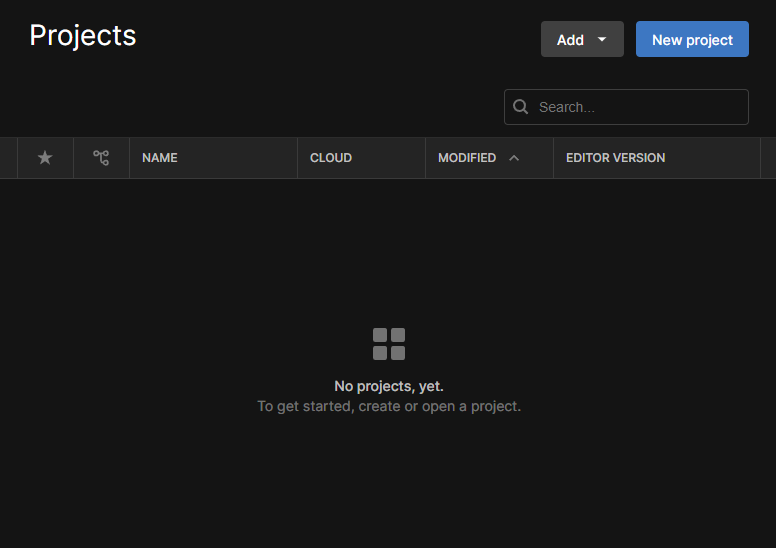 Projects
Add
New project
Search...
NAME
CLOUD
MODIFIED
EDITOR VERSION
No projects, yet.
To get started, create or open a project.